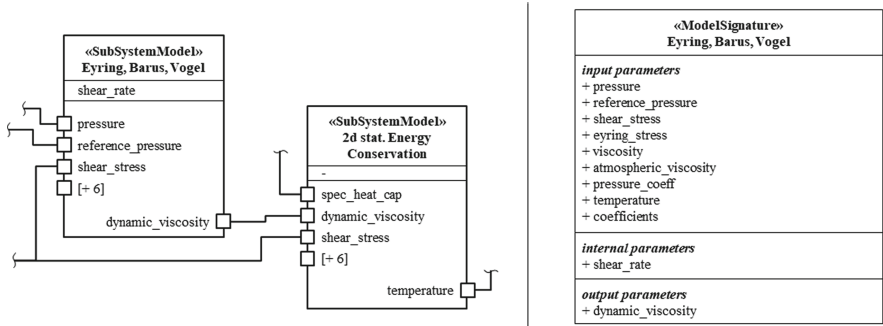 «SubSystemModel»
Eyring, Barus, Vogel
shear_rate
pressure
reference_pressure
shear_stress
[+ 6]
dynamic_viscosity
«SubSystemModel»
2d stat. Energy
Conservation
-
spec_heat_cap
dynamic_viscosity
shear_stress
[+ 6]
temperature
«ModelSignature»
Eyring, Barus, Vogel
input parameters
+ pressure
+ reference_pressure
+ shear_stress
+ eyring_stress
+ viscosity
+ atmospheric_viscosity
+ pressure_coeff
+ temperature
+ coefficients
internal parameters
+ shear_rate
output parameters
+ dynamic_viscosity